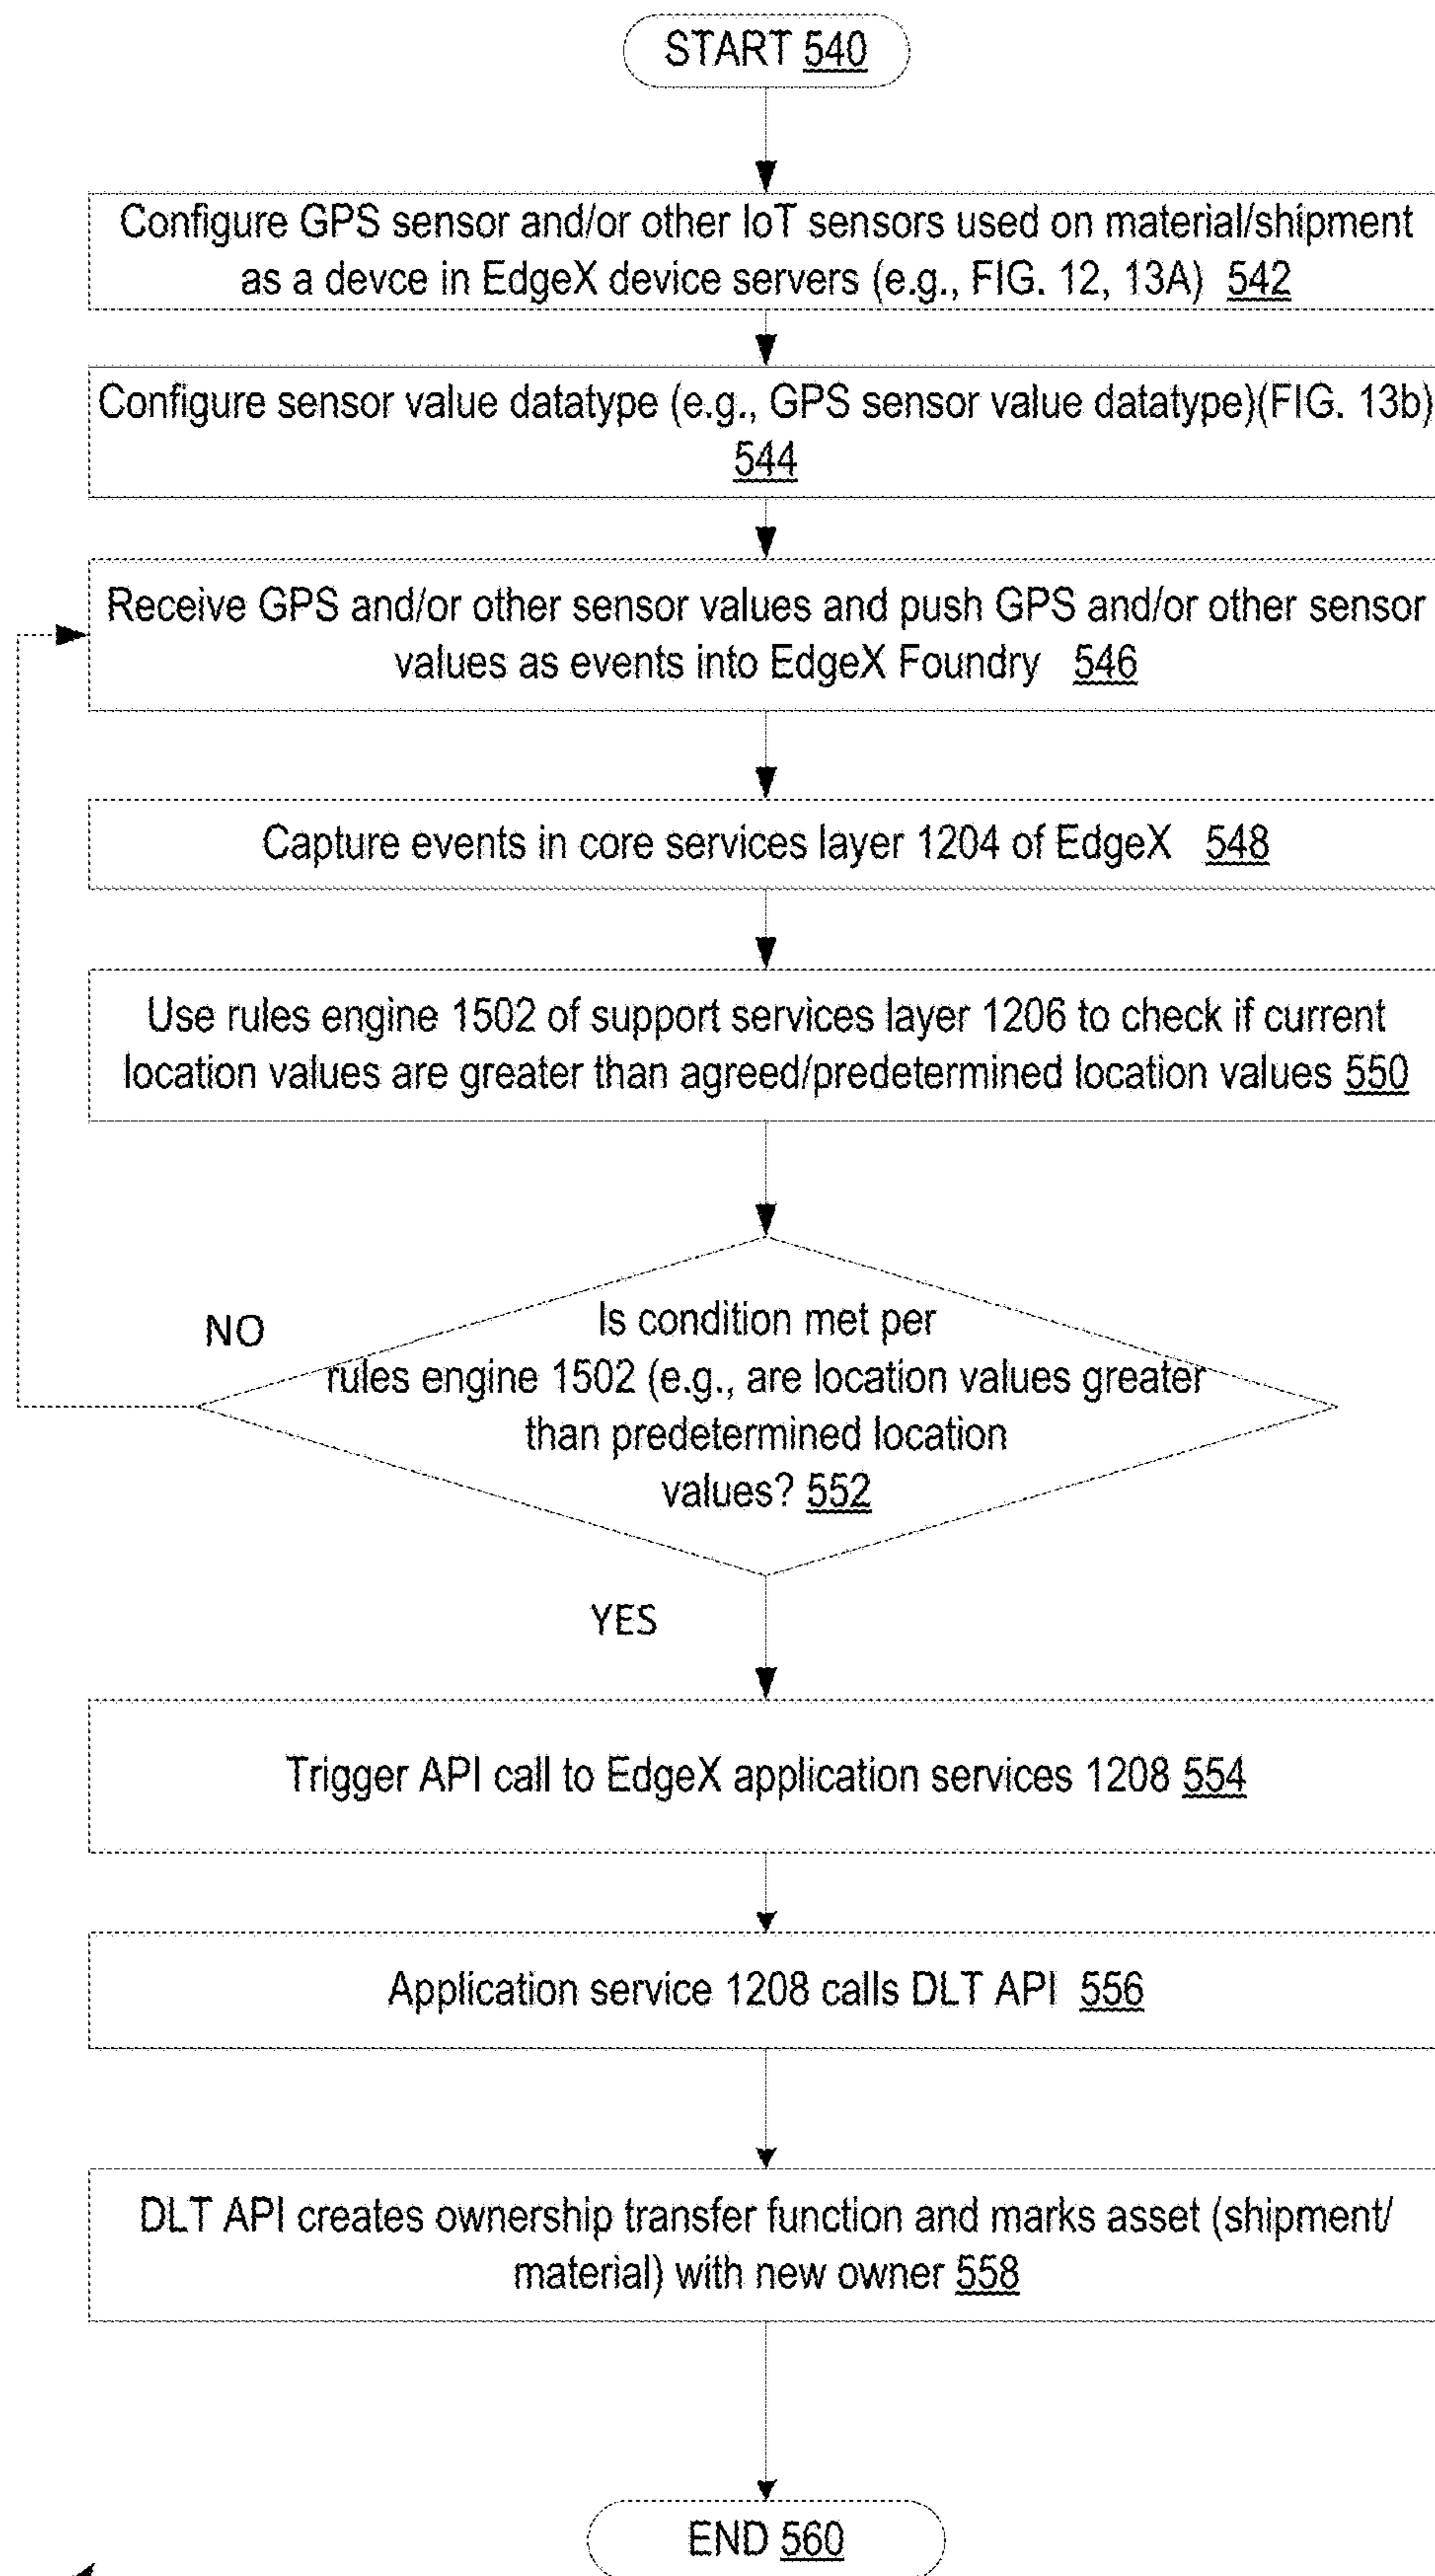 START 540
Configure GPS sensor and/or other IoT sensors used on material/shipment
as a devce in EdgeX device servers (e.g., FIG. 12, 13A) 542
Configure sensor value datatype (e.g., GPS sensor value datatype)(FIG. 13b)
544
Receive GPS and/or other sensor values and push GPS and/or other sensor
values as events into EdgeX Foundry 546
Capture events in core services layer 1204 of EdgeX 548
Use rules engine 1502 of support services layer 1206 to check if current
location values are greater than agreed/predetermined location values 550
NO
Is condition met per
rules engine 1502 (e.g., are location values greater
than predetermined location
values? 552
YES
Trigger API call to EdgeX application services 1208 554
Application service 1208 calls DLT API 556
DLT API creates ownership transfer function and marks asset (shipment/
material) with new owner 558
END 560